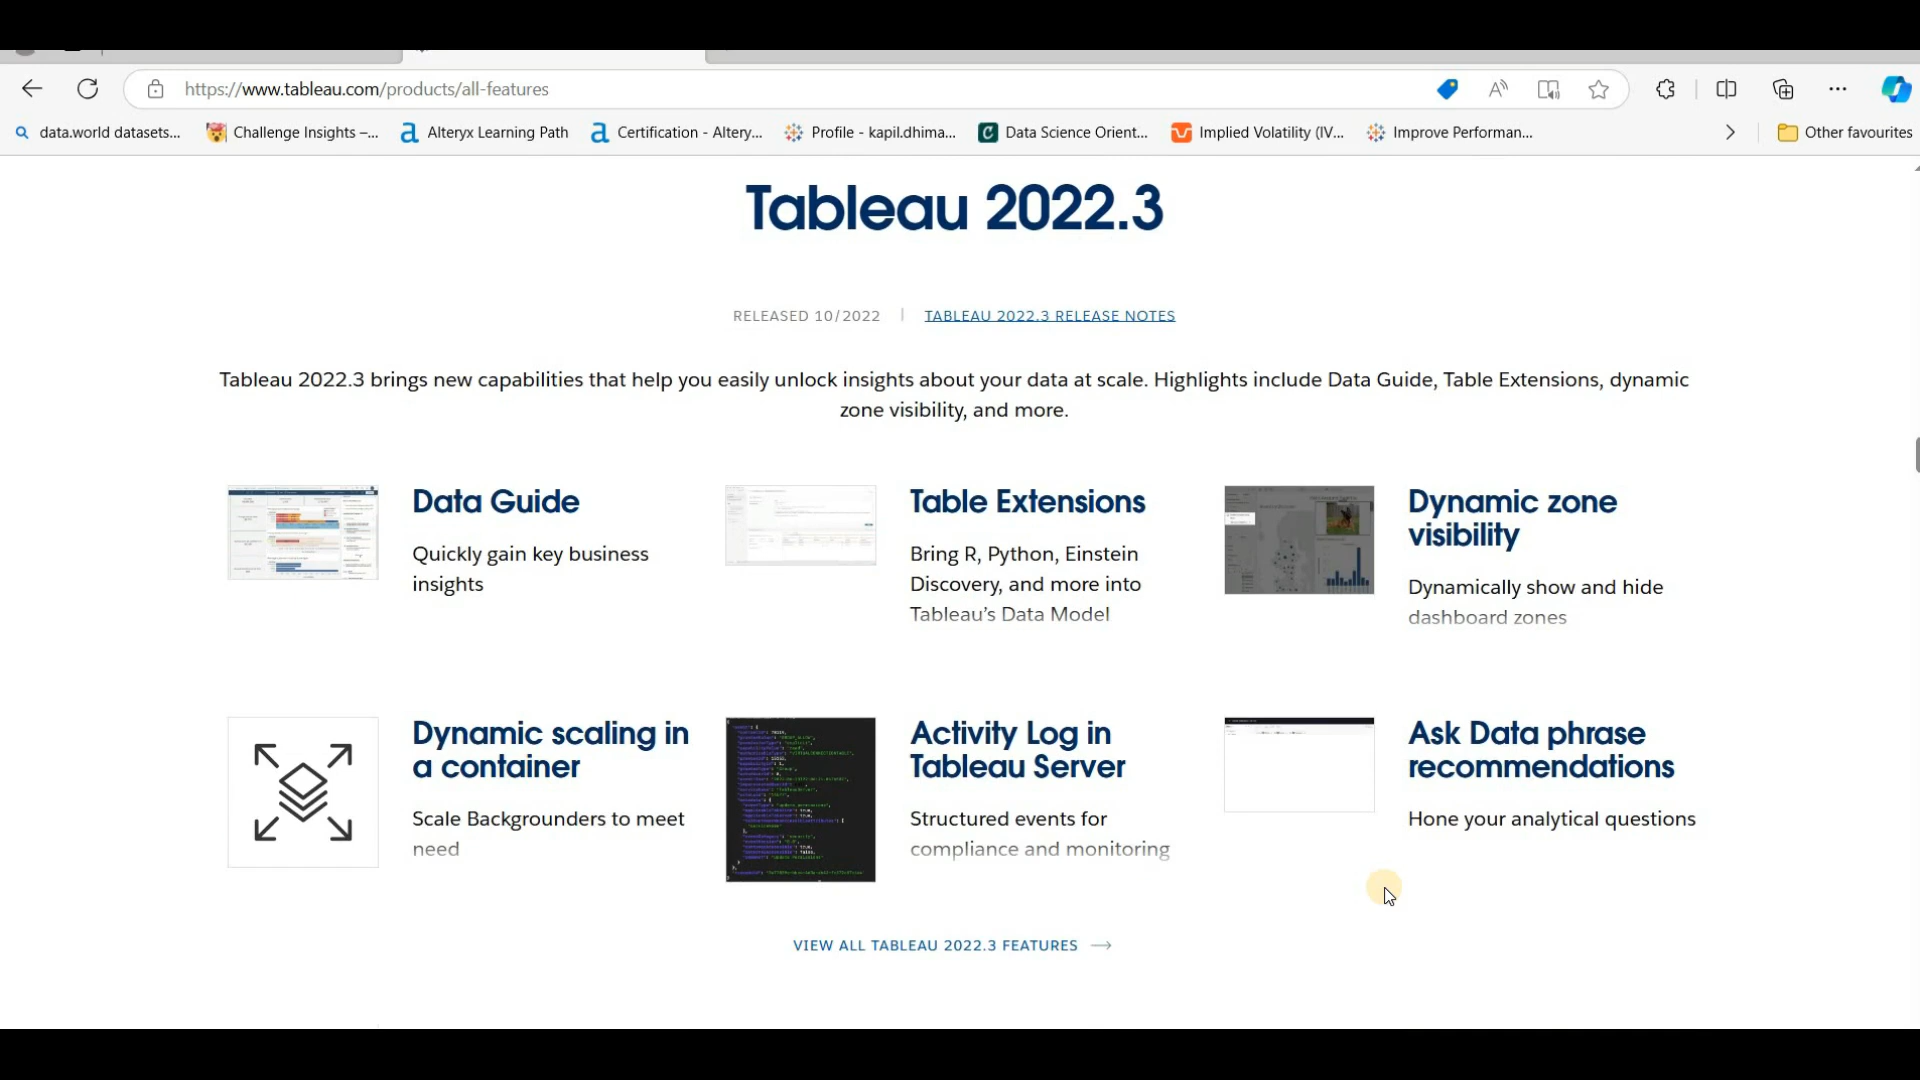 https://www.tableau.com/products/all-features
data.world datasets... Challenge Insights –... Alteryx Learning Path Certification - Altery... Profile - kapil.dhima... Data Science Orient... Implied Volatility (IV... Improve Performan... Other favourites
Tableau 2022.3
RELEASED 10/2022 | TABLEAU 2022.3 RELEASE NOTES
Tableau 2022.3 brings new capabilities that help you easily unlock insights about your data at scale. Highlights include Data Guide, Table Extensions, dynamic
zone visibility, and more.
Data Guide
Quickly gain key business
insights
Table Extensions
Bring R, Python, Einstein
Discovery, and more into
Tableau's Data Model
Dynamic zone
visibility
Dynamically show and hide
dashboard zones
Dynamic scaling in
a container
Scale Backgrounders to meet
need
Activity Log in
Tableau Server
Structured events for
compliance and monitoring
Ask Data phrase
recommendations
Hone your analytical questions
VIEW ALL TABLEAU 2022.3 FEATURES